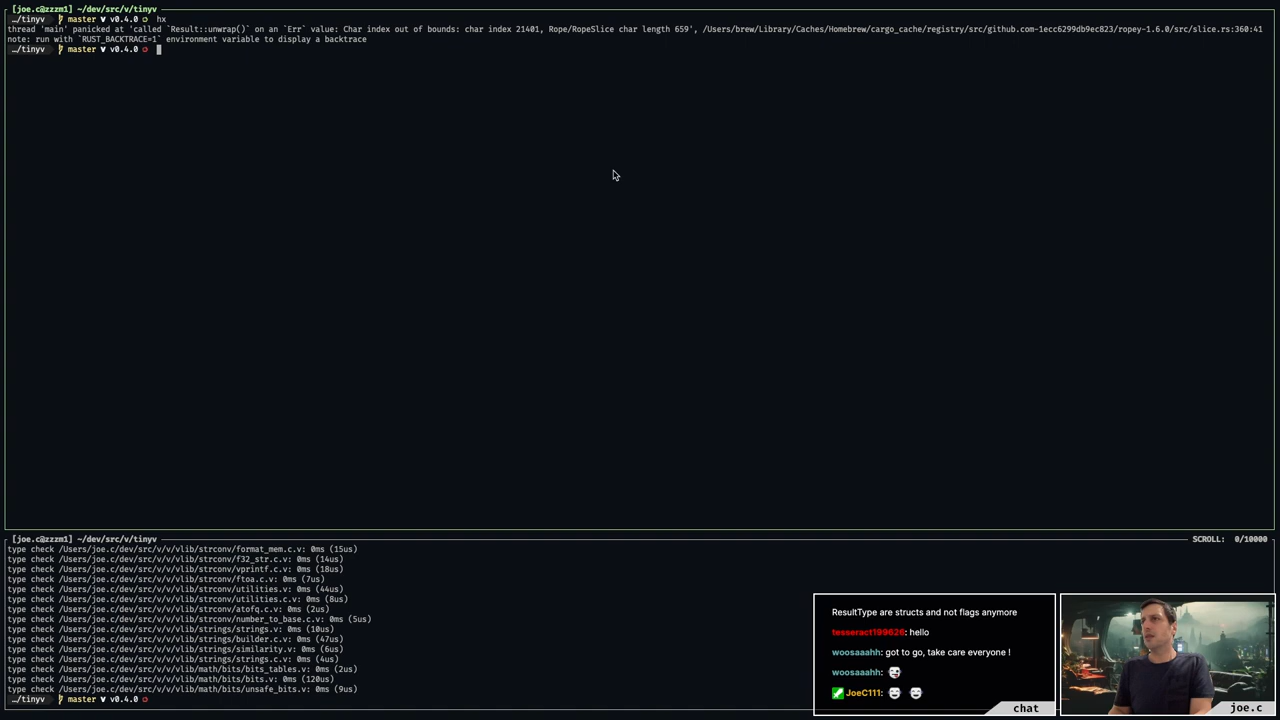 [joe.c@zzzm1] ~/dev/src/v/tinyv
…/tinyv master v0.4.0 hx
thread 'main' panicked at 'called `Result::unwrap()` on an `Err` value: Char index out of bounds: char index 21401, Rope/RopeSlice char length 659', /Users/brew/Library/Caches/Homebrew/cargo_cache/registry/src/github.com-1ecc6299db9ec823/ropey-1.6.0/src/slice.rs:360:41
note: run with `RUST_BACKTRACE=1` environment variable to display a backtrace
…/tinyv master v0.4.0
[joe.c@zzzm1] ~/dev/src/v/tinyv SCROLL: 0/10000
type check /Users/joe.c/dev/src/v/v/vlib/strconv/format_mem.c.v: 0ms (15us)
type check /Users/joe.c/dev/src/v/v/vlib/strconv/f32_str.c.v: 0ms (14us)
type check /Users/joe.c/dev/src/v/v/vlib/strconv/vprintf.c.v: 0ms (18us)
type check /Users/joe.c/dev/src/v/v/vlib/strconv/ftoa.c.v: 0ms (7us)
type check /Users/joe.c/dev/src/v/v/vlib/strconv/utilities.v: 0ms (44us)
type check /Users/joe.c/dev/src/v/v/vlib/strconv/utilities.c.v: 0ms (8us)
type check /Users/joe.c/dev/src/v/v/vlib/strconv/atofq.c.v: 0ms (2us)
type check /Users/joe.c/dev/src/v/v/vlib/strconv/number_to_base.c.v: 0ms (5us)
type check /Users/joe.c/dev/src/v/v/vlib/strings/strings.v: 0ms (10us)
type check /Users/joe.c/dev/src/v/v/vlib/strings/builder.c.v: 0ms (47us)
type check /Users/joe.c/dev/src/v/v/vlib/strings/similarity.v: 0ms (6us)
type check /Users/joe.c/dev/src/v/v/vlib/strings/strings.c.v: 0ms (4us)
type check /Users/joe.c/dev/src/v/v/vlib/math/bits/bits_tables.v: 0ms (2us)
type check /Users/joe.c/dev/src/v/v/vlib/math/bits/bits.v: 0ms (120us)
type check /Users/joe.c/dev/src/v/v/vlib/math/bits/unsafe_bits.v: 0ms (9us)
…/tinyv master v0.4.0
ResultType are structs and not flags anymore
tesseract199626: hello
woosaaahh: got to go, take care everyone !
woosaaahh:
JoeC111:
chat
joe.c